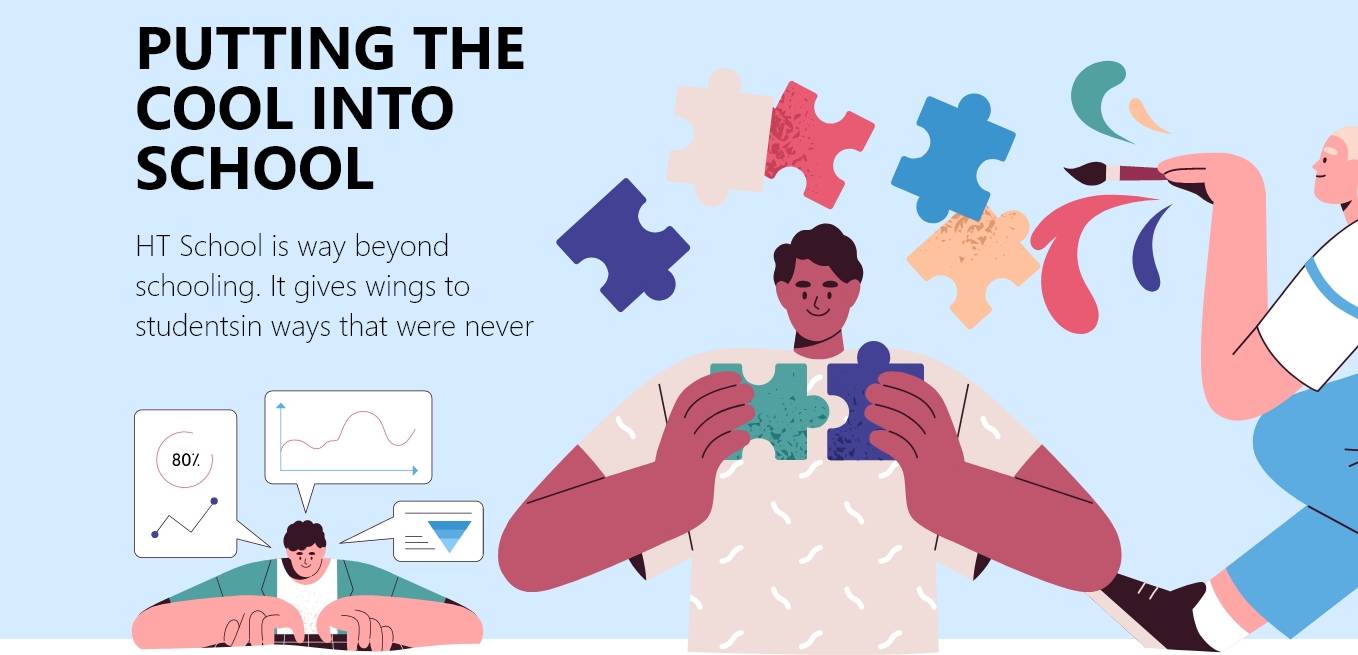 PUTTING THE
COOL INTO
SCHOOL
HT School is way beyond
schooling. It gives wings to
studentsin ways that were never
80%